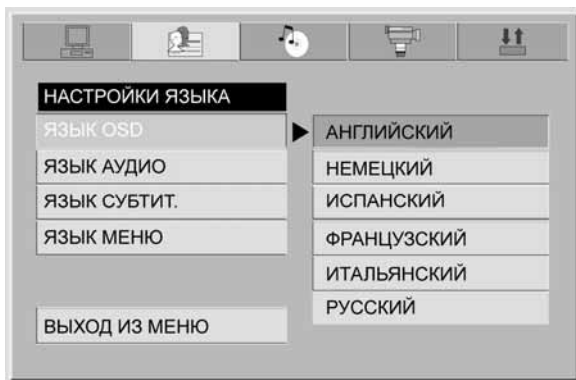 НАСТРОЙКИ ЯЗЫКА
ЯЗЫК OSD
АНГЛИЙСКИЙ
ЯЗЫК АУДИО
НЕМЕЦКИЙ
ЯЗЫК СУБТИТ.
ИСПАНСКИЙ
ЯЗЫК МЕНЮ
ФРАНЦУЗСКИЙ
ИТАЛЬЯНСКИЙ
РУССКИЙ
ВЫХОД ИЗ МЕНЮ